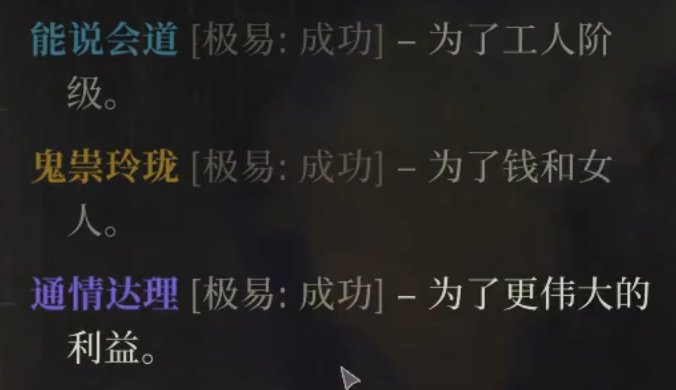 能说会道 [极易: 成功] – 为了工人阶
级。
鬼祟玲珑 [极易: 成功] – 为了钱和女
人。
通情达理 [极易: 成功] – 为了更伟大的
利益。